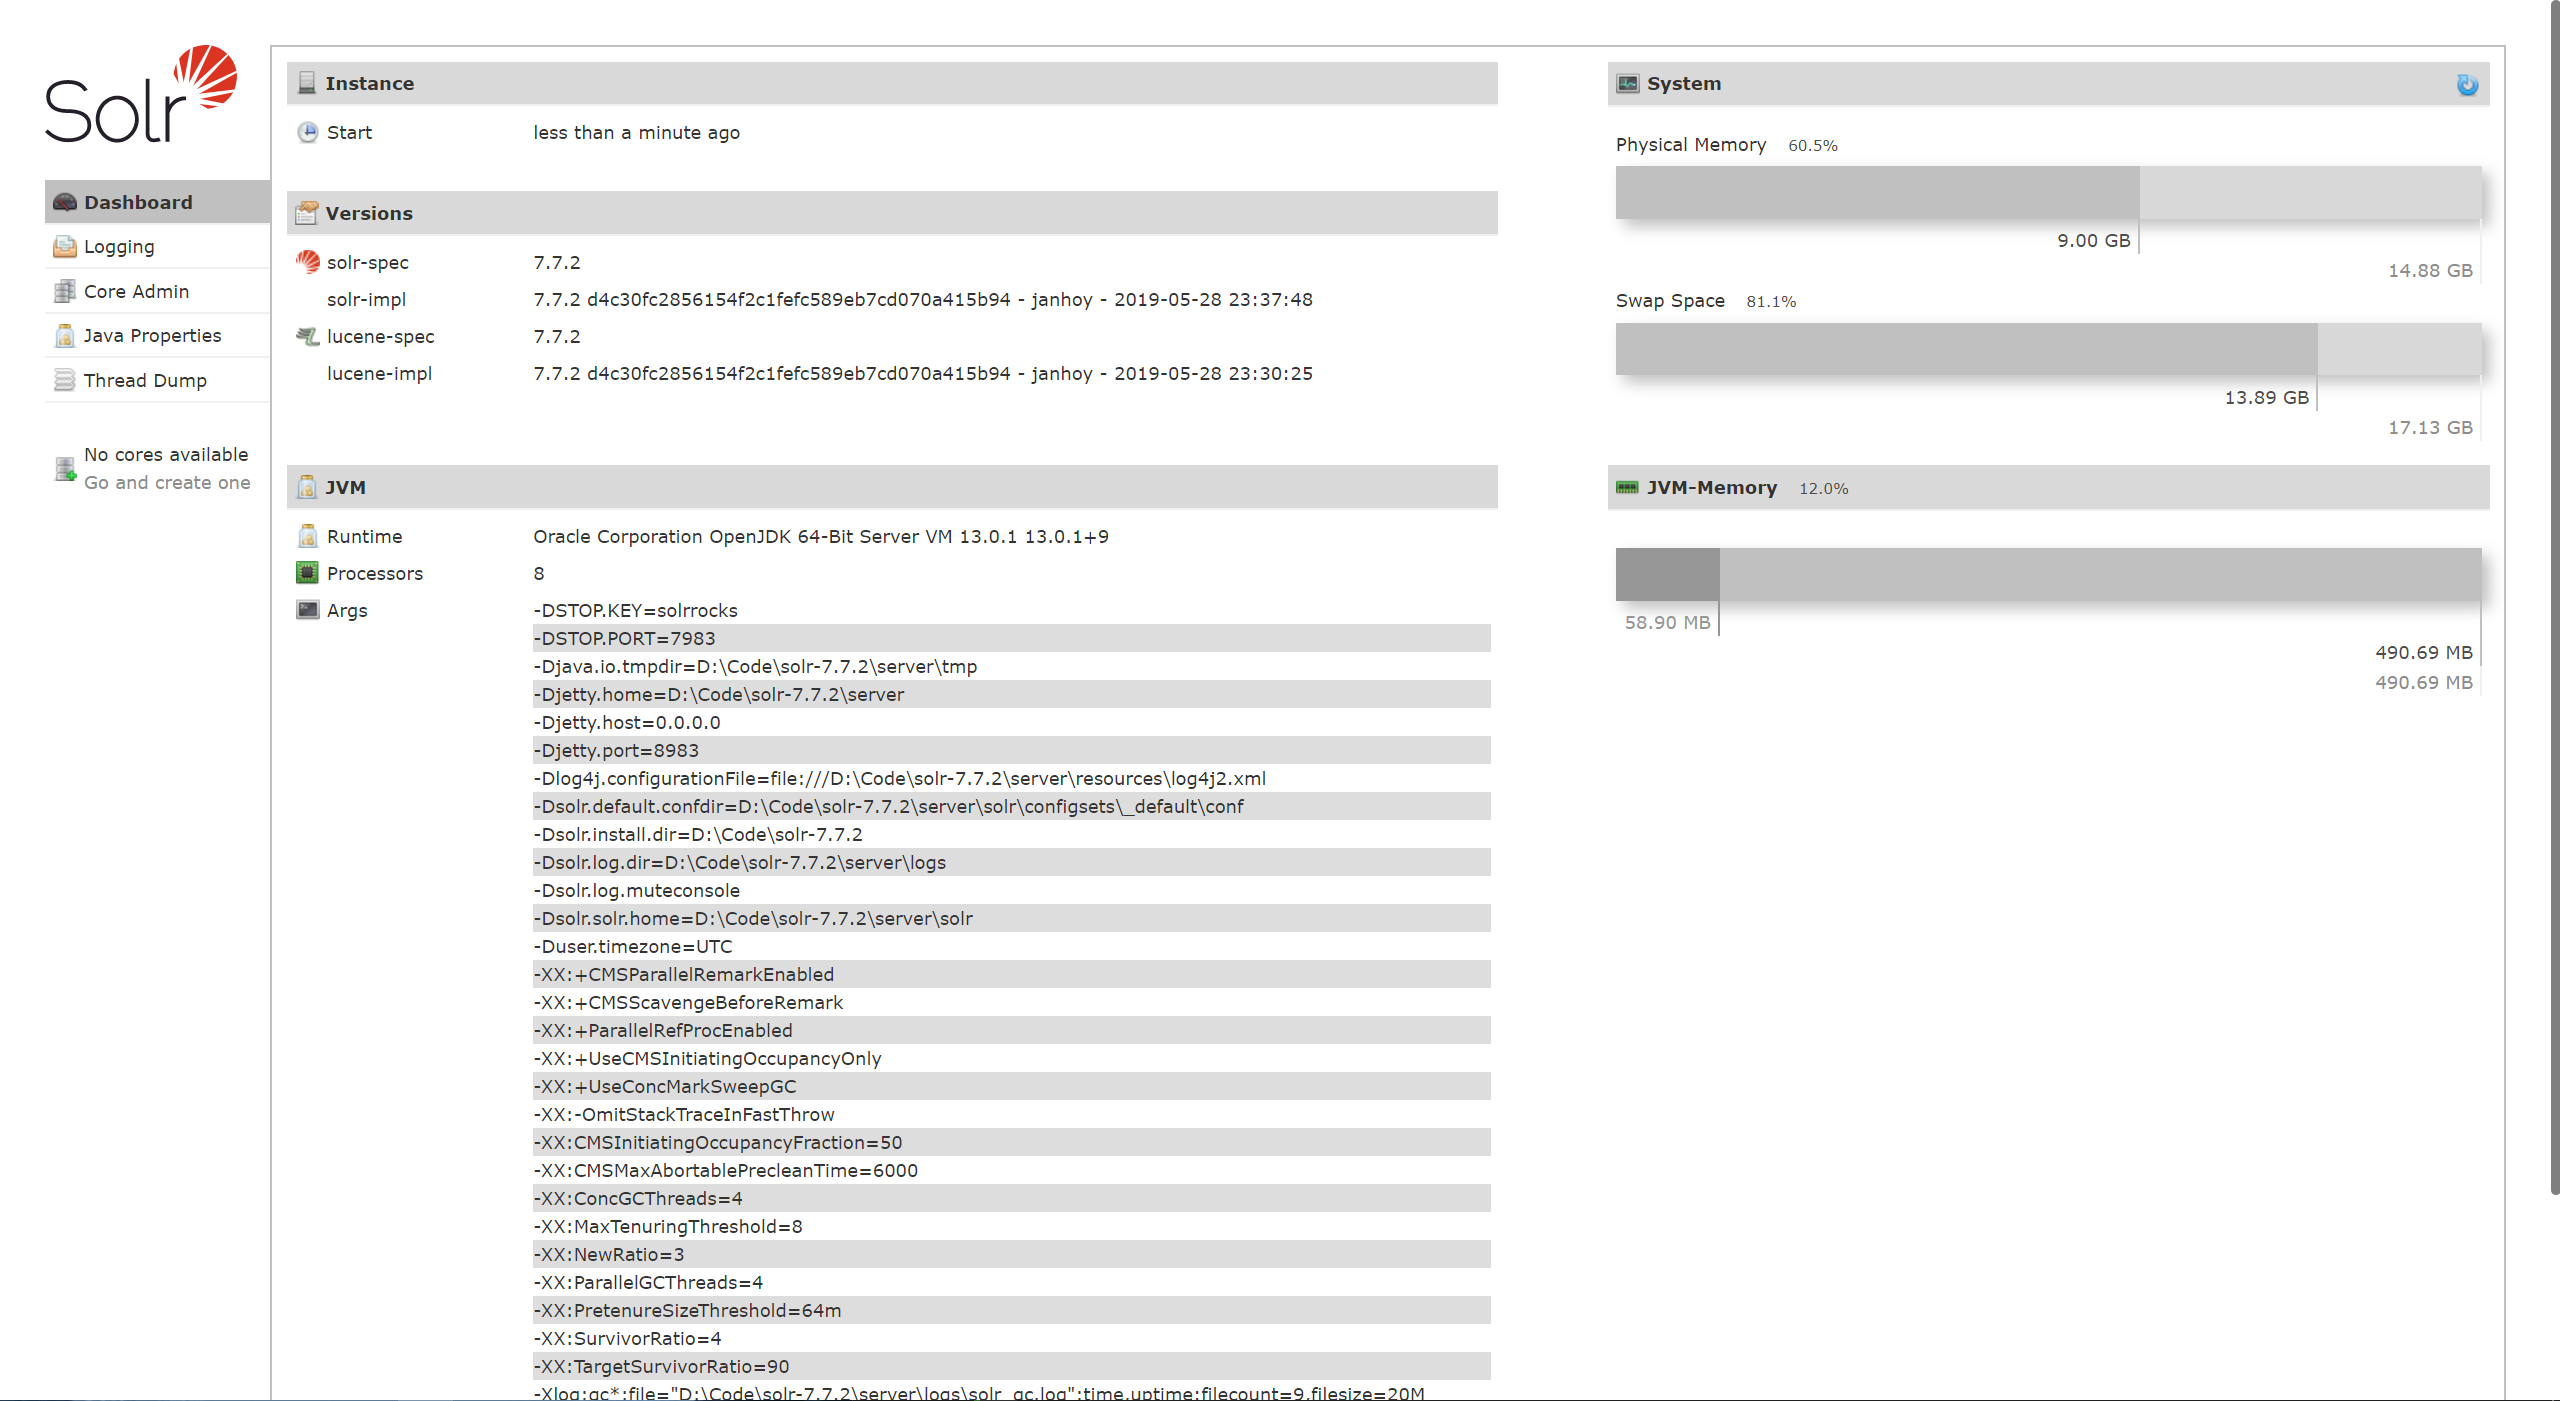 Solr
Dashboard
Logging
Core Admin
Java Properties
Thread Dump
No cores available
Go and create one
Instance
Start less than a minute ago
Versions
solr-spec 7.7.2
solr-impl 7.7.2 d4c30fc2856154f2c1fefc589eb7cd070a415b94 - janhoy - 2019-05-28 23:37:48
lucene-spec 7.7.2
lucene-impl 7.7.2 d4c30fc2856154f2c1fefc589eb7cd070a415b94 - janhoy - 2019-05-28 23:30:25
JVM
Runtime Oracle Corporation OpenJDK 64-Bit Server VM 13.0.1 13.0.1+9
Processors 8
Args -DSTOP.KEY=solrrocks
-DSTOP.PORT=7983
-Djava.io.tmpdir=D:\Code\solr-7.7.2\server\tmp
-Djetty.home=D:\Code\solr-7.7.2\server
-Djetty.host=0.0.0.0
-Djetty.port=8983
-Dlog4j.configurationFile=file:///D:\Code\solr-7.7.2\server\resources\log4j2.xml
-Dsolr.default.confdir=D:\Code\solr-7.7.2\server\solr\configsets\_default\conf
-Dsolr.install.dir=D:\Code\solr-7.7.2
-Dsolr.log.dir=D:\Code\solr-7.7.2\server\logs
-Dsolr.log.muteconsole
-Dsolr.solr.home=D:\Code\solr-7.7.2\server\solr
-Duser.timezone=UTC
-XX:+CMSParallelRemarkEnabled
-XX:+CMSScavengeBeforeRemark
-XX:+ParallelRefProcEnabled
-XX:+UseCMSInitiatingOccupancyOnly
-XX:+UseConcMarkSweepGC
-XX:-OmitStackTraceInFastThrow
-XX:CMSInitiatingOccupancyFraction=50
-XX:CMSMaxAbortablePrecleanTime=6000
-XX:ConcGCThreads=4
-XX:MaxTenuringThreshold=8
-XX:NewRatio=3
-XX:ParallelGCThreads=4
-XX:PretenureSizeThreshold=64m
-XX:SurvivorRatio=4
-XX:TargetSurvivorRatio=90
-Xlog:gc*:file="D:\Code\solr-7.7.2\server\logs\solr_gc.log":time,uptime:filecount=9,filesize=20M
System
Physical Memory 60.5%
9.00 GB
14.88 GB
Swap Space 81.1%
13.89 GB
17.13 GB
JVM-Memory 12.0%
58.90 MB
490.69 MB
490.69 MB